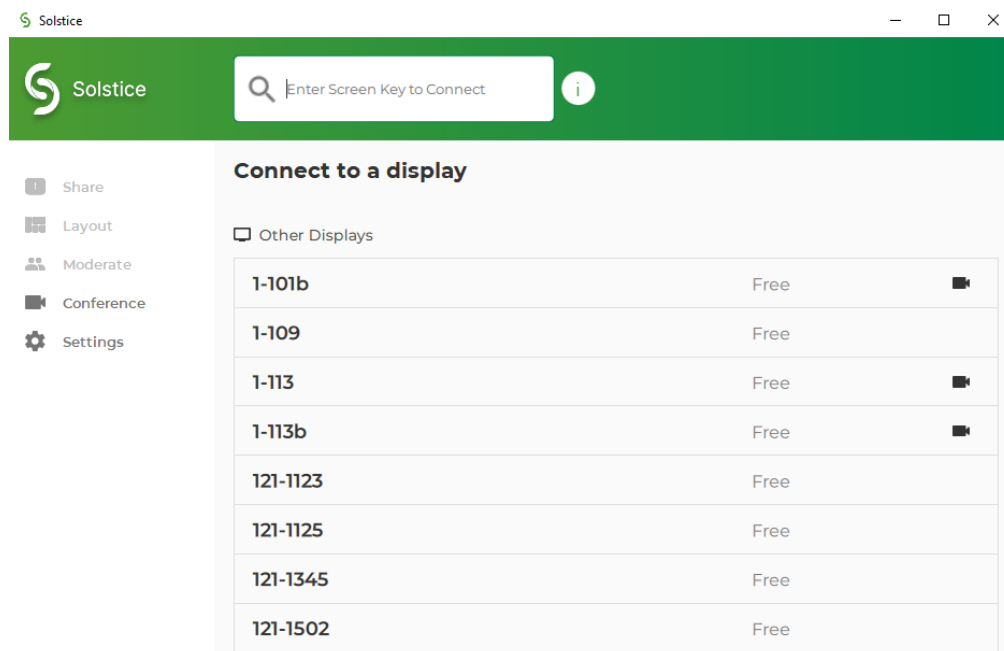 Solstice
Solstice
Enter Screen Key to Connect
i
Share
Layout
Moderate
Conference
Settings
Connect to a display
Other Displays
1-101b Free
1-109 Free
1-113 Free
1-113b Free
121-1123 Free
121-1125 Free
121-1345 Free
121-1502 Free